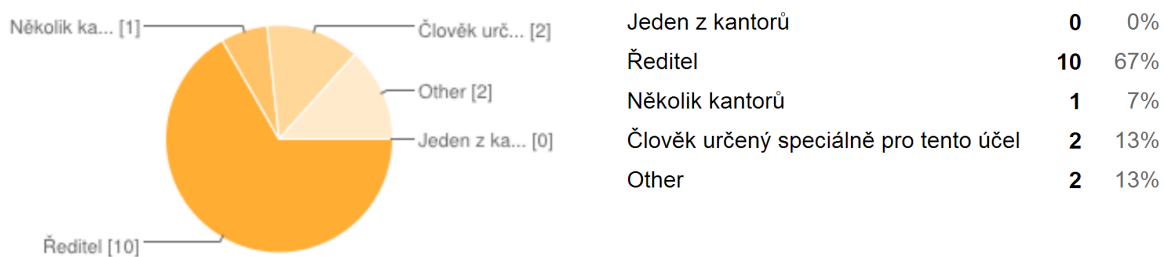 Několik ka... [1]
Člověk urč... [2]
Other [2]
Jeden z ka... [0]
Ředitel [10]
Jeden z kantorů 0 0%
Ředitel 10 67%
Několik kantorů 1 7%
Člověk určený speciálně pro tento účel 2 13%
Other 2 13%